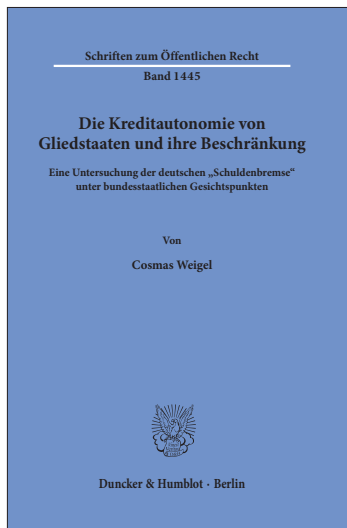 Schriften zum Öffentlichen Recht
Band 1445
Die Kreditautonomie von
Gliedstaaten und ihre Beschränkung
Eine Untersuchung der deutschen „Schuldenbremse“
unter bundesstaatlichen Gesichtspunkten
Von
Cosmas Weigel
Duncker & Humblot · Berlin